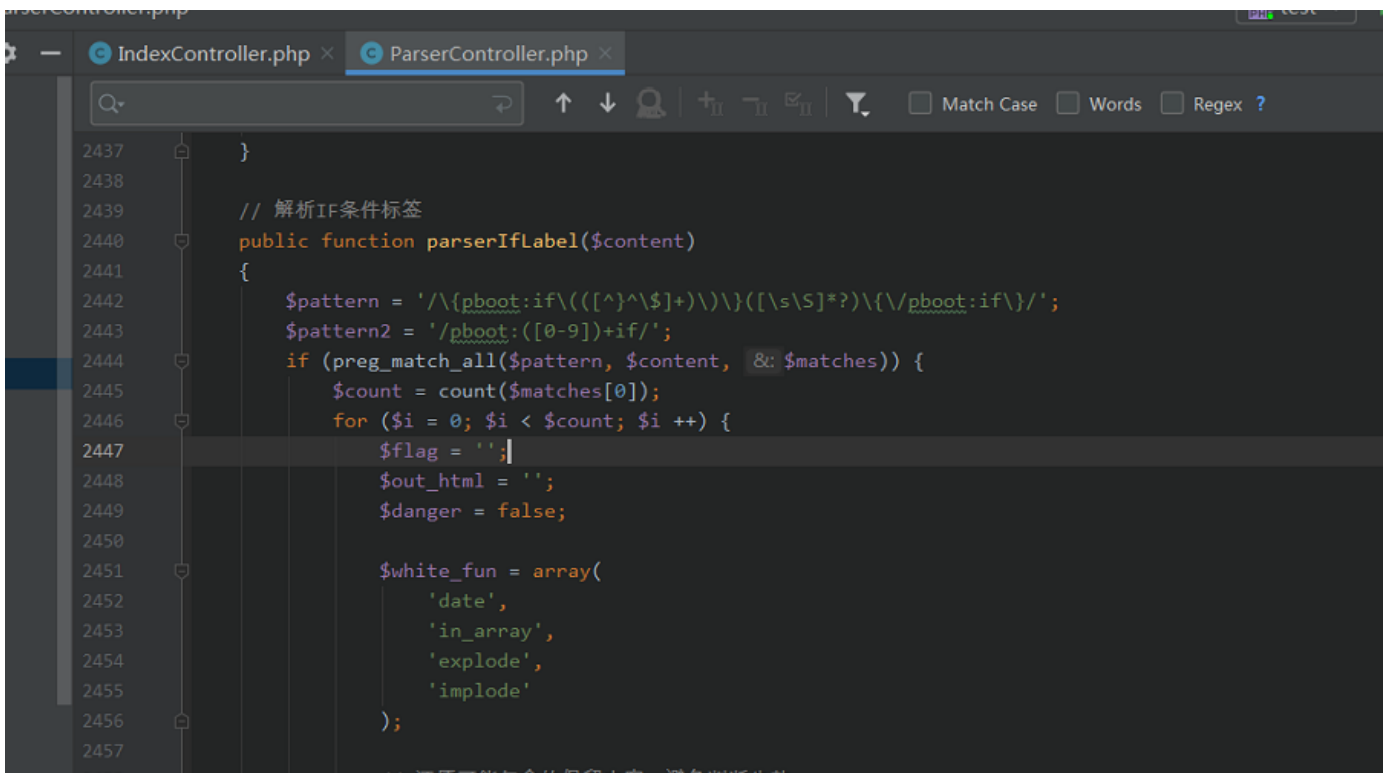 IndexController.php
ParserController.php
Match Case Words Regex ?
2437 }
2438
2439 // 解析IF条件标签
2440 public function parserIfLabel($content)
2441 {
2442 $pattern = '/\{pboot:if\(([^}^\$]+)\)\}([\s\S]*?)\{\/pboot:if\}/';
2443 $pattern2 = '/pboot:([0-9])+if/';
2444 if (preg_match_all($pattern, $content, &: $matches)) {
2445 $count = count($matches[0]);
2446 for ($i = 0; $i < $count; $i ++) {
2447 $flag = '';
2448 $out_html = '';
2449 $danger = false;
2450
2451 $white_fun = array(
2452 'date',
2453 'in_array',
2454 'explode',
2455 'implode'
2456 );
2457